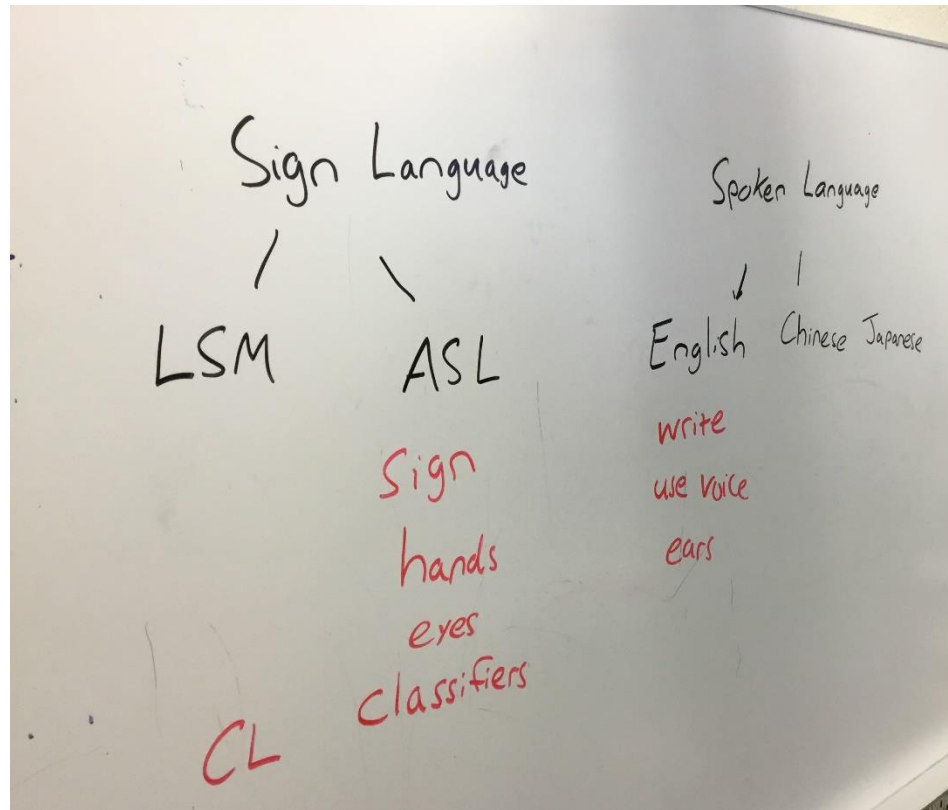 Sign Language
LSM ASL
sign
hands
eyes
classifiers
CL
Spoken Language
English Chinese Japanese
write
use voice
ears